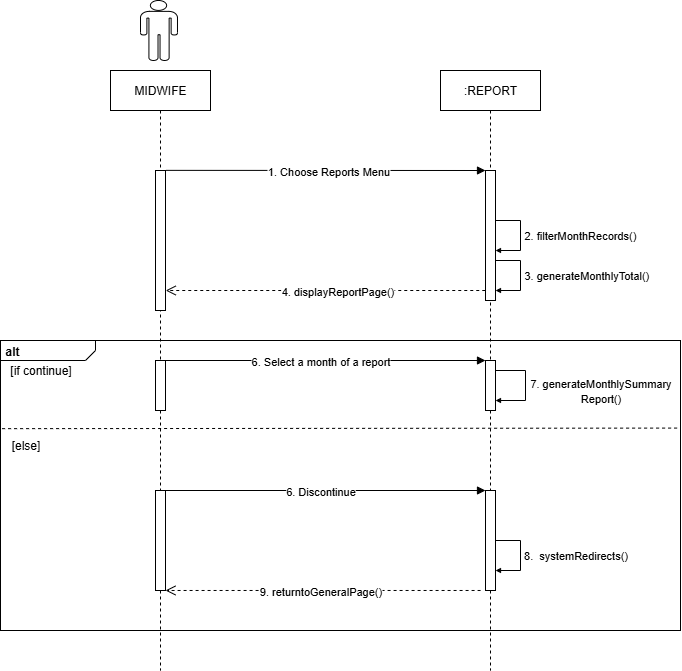 MIDWIFE
:REPORT
1. Choose Reports Menu
2. filterMonthRecords()
3. generateMonthlyTotal()
4. displayReportPage()
alt
[if continue]
6. Select a month of a report
7. generateMonthlySummary
Report()
[else]
6. Discontinue
8. systemRedirects()
9. returntoGeneralPage()